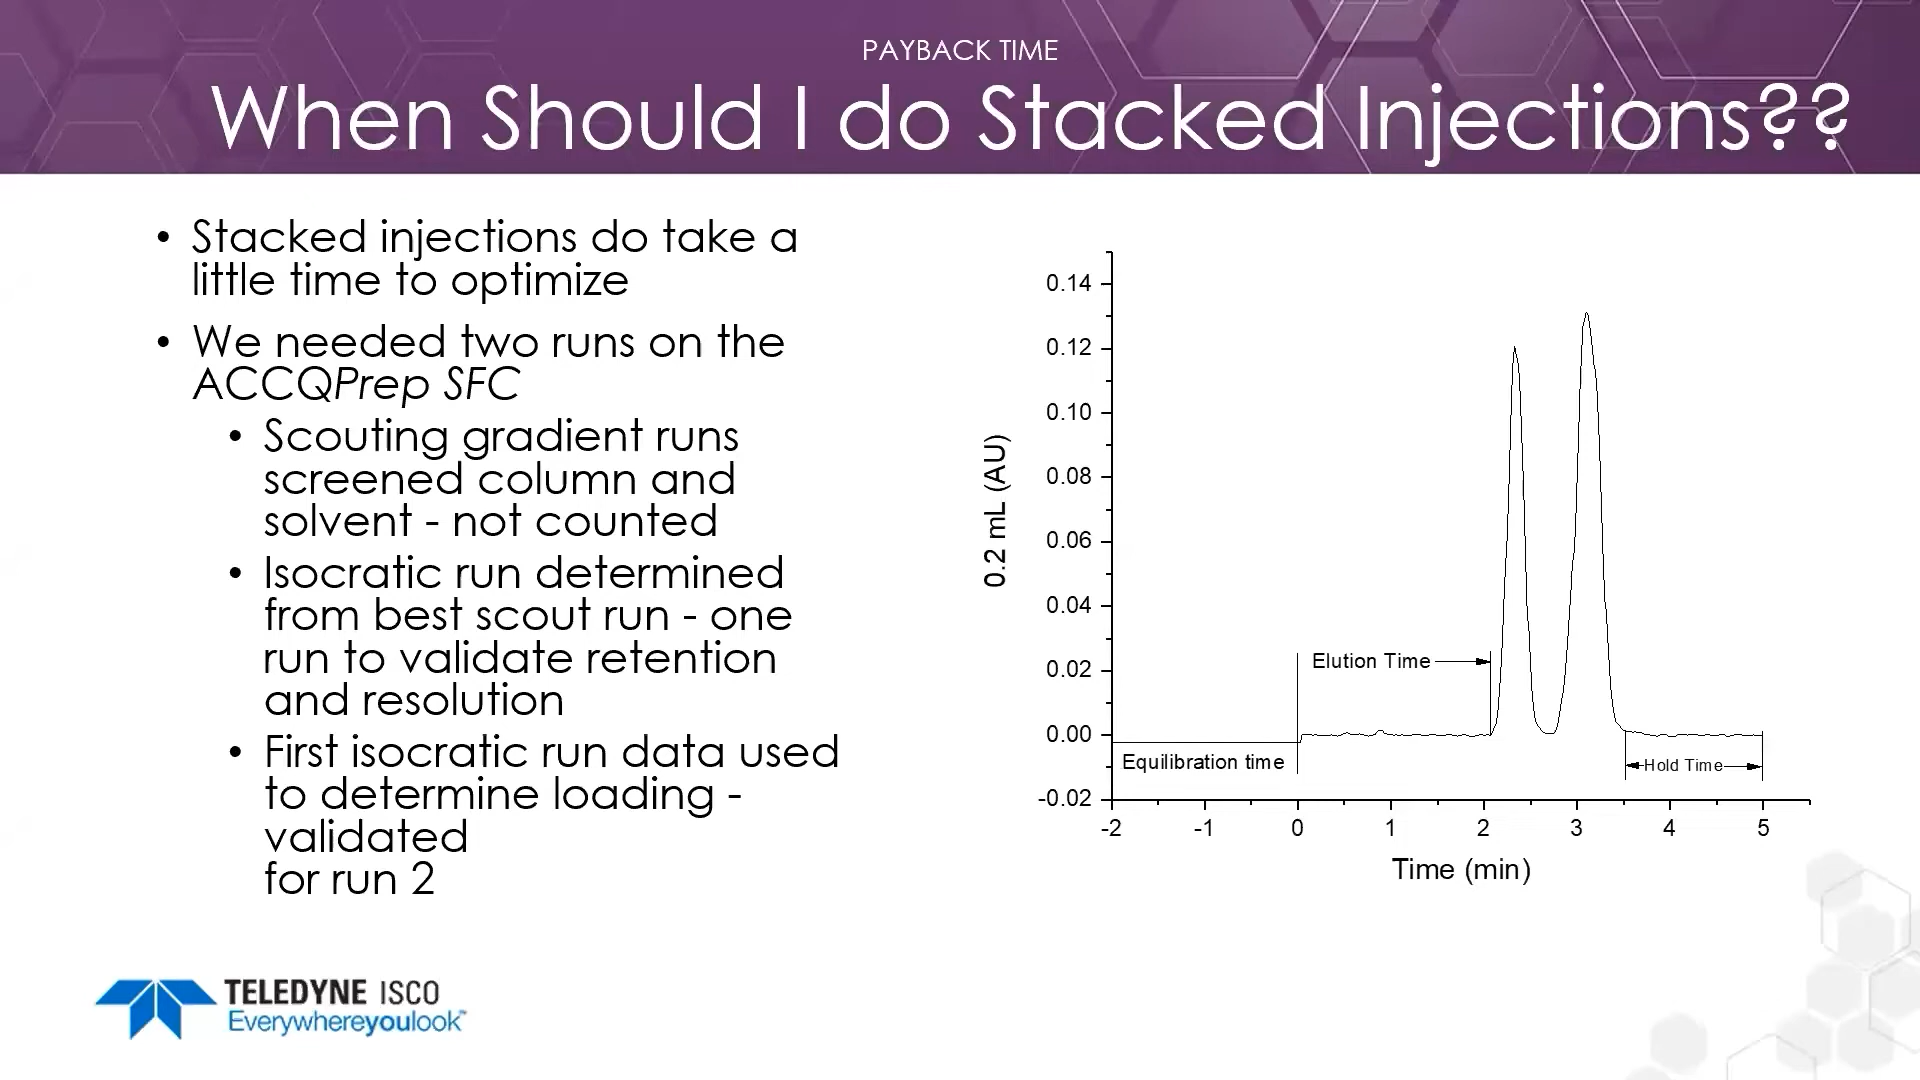 PAYBACK TIME
When Should I do Stacked Injections??
• Stacked injections do take a
little time to optimize
• We needed two runs on the
ACCQPrep SFC
• Scouting gradient runs
screened column and
solvent - not counted
• Isocratic run determined
from best scout run - one
run to validate retention
and resolution
• First isocratic run data used
to determine loading -
validated
for run 2
0.2 mL (AU)
0.14
0.12
0.10
0.08
0.06
0.04
0.02
0.00
-0.02
Elution Time
Equilibration time
Hold Time
-2 -1 0 1 2 3 4 5
Time (min)
TELEDYNE ISCO
Everywhereyoulook™